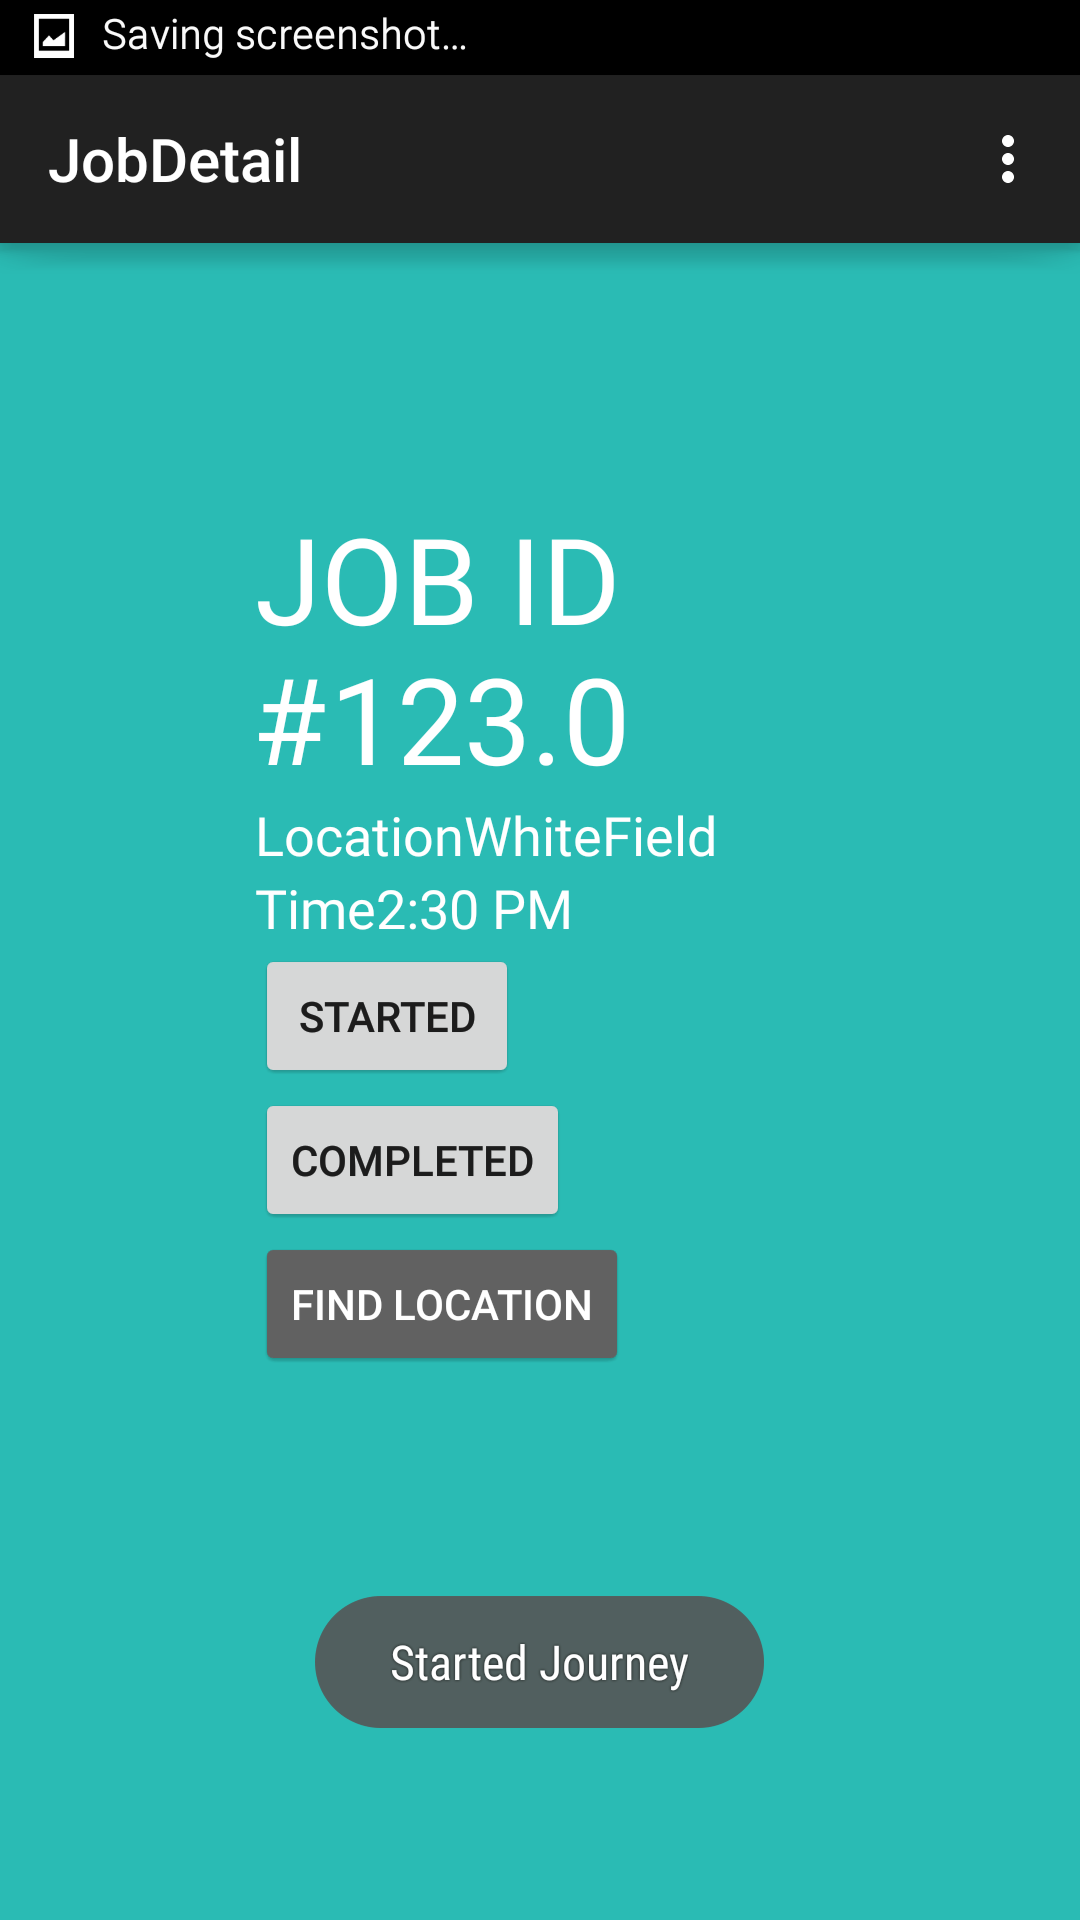 Saving screenshot...
JobDetail
JOB ID
#123.0
LocationWhiteField
Time2:30 PM
STARTED
COMPLETED
FIND LOCATION
Started Journey